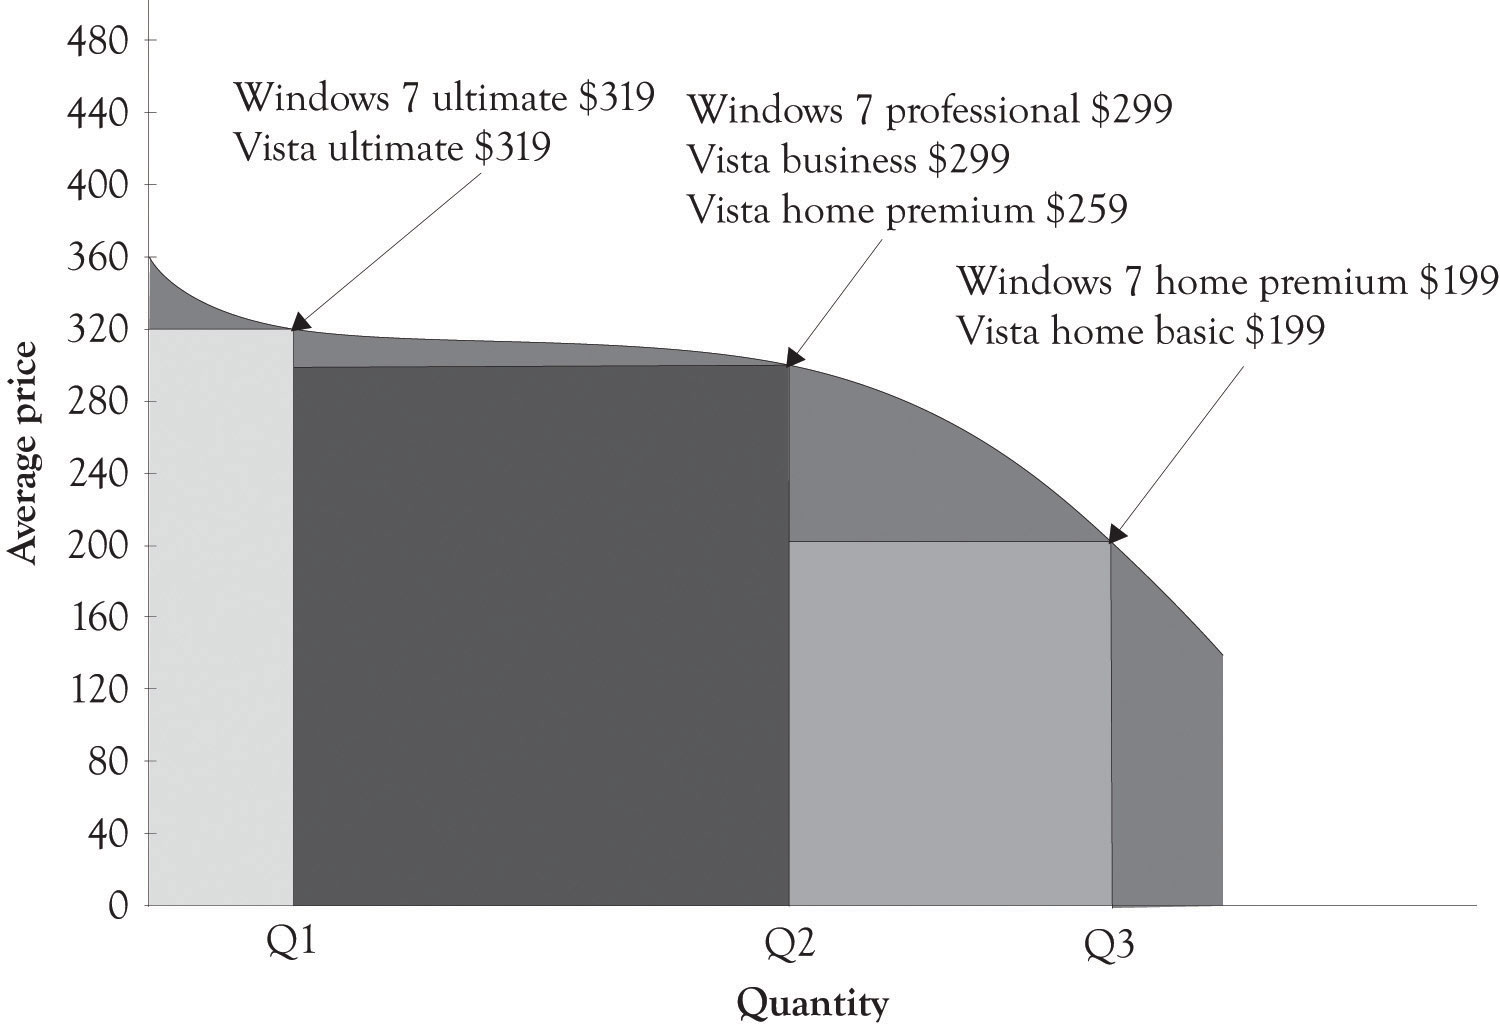 480
440
400
360
320
280
240
200
160
120
80
40
0
Average price
Windows 7 ultimate $319
Vista ultimate $319
Windows 7 professional $299
Vista business $299
Vista home premium $259
Windows 7 home premium $199
Vista home basic $199
Q1 Q2 Q3
Quantity